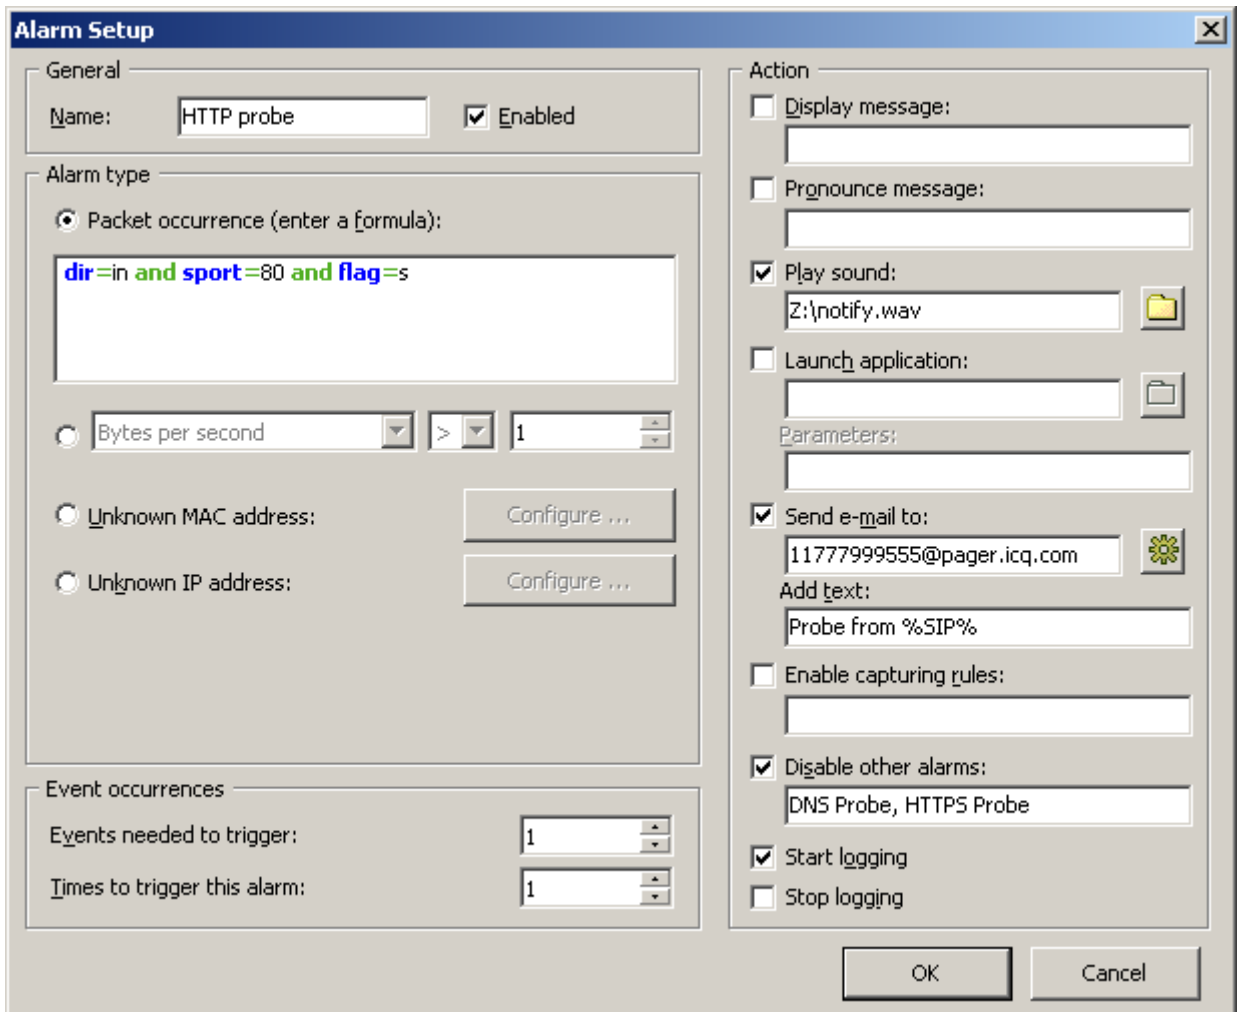 Alarm Setup
General
Name: HTTP probe Enabled
Alarm type
Packet occurrence (enter a formula):
dir=in and sport=80 and flag=s
Bytes per second > 1
Unknown MAC address: Configure ...
Unknown IP address: Configure ...
Event occurrences
Events needed to trigger: 1
Times to trigger this alarm: 1
Action
Display message:
Pronounce message:
Play sound:
Z:\notify.wav
Launch application:
Parameters:
Send e-mail to:
11777999555@pager.icq.com
Add text:
Probe from %SIP%
Enable capturing rules:
Disable other alarms:
DNS Probe, HTTPS Probe
Start logging
Stop logging
OK Cancel